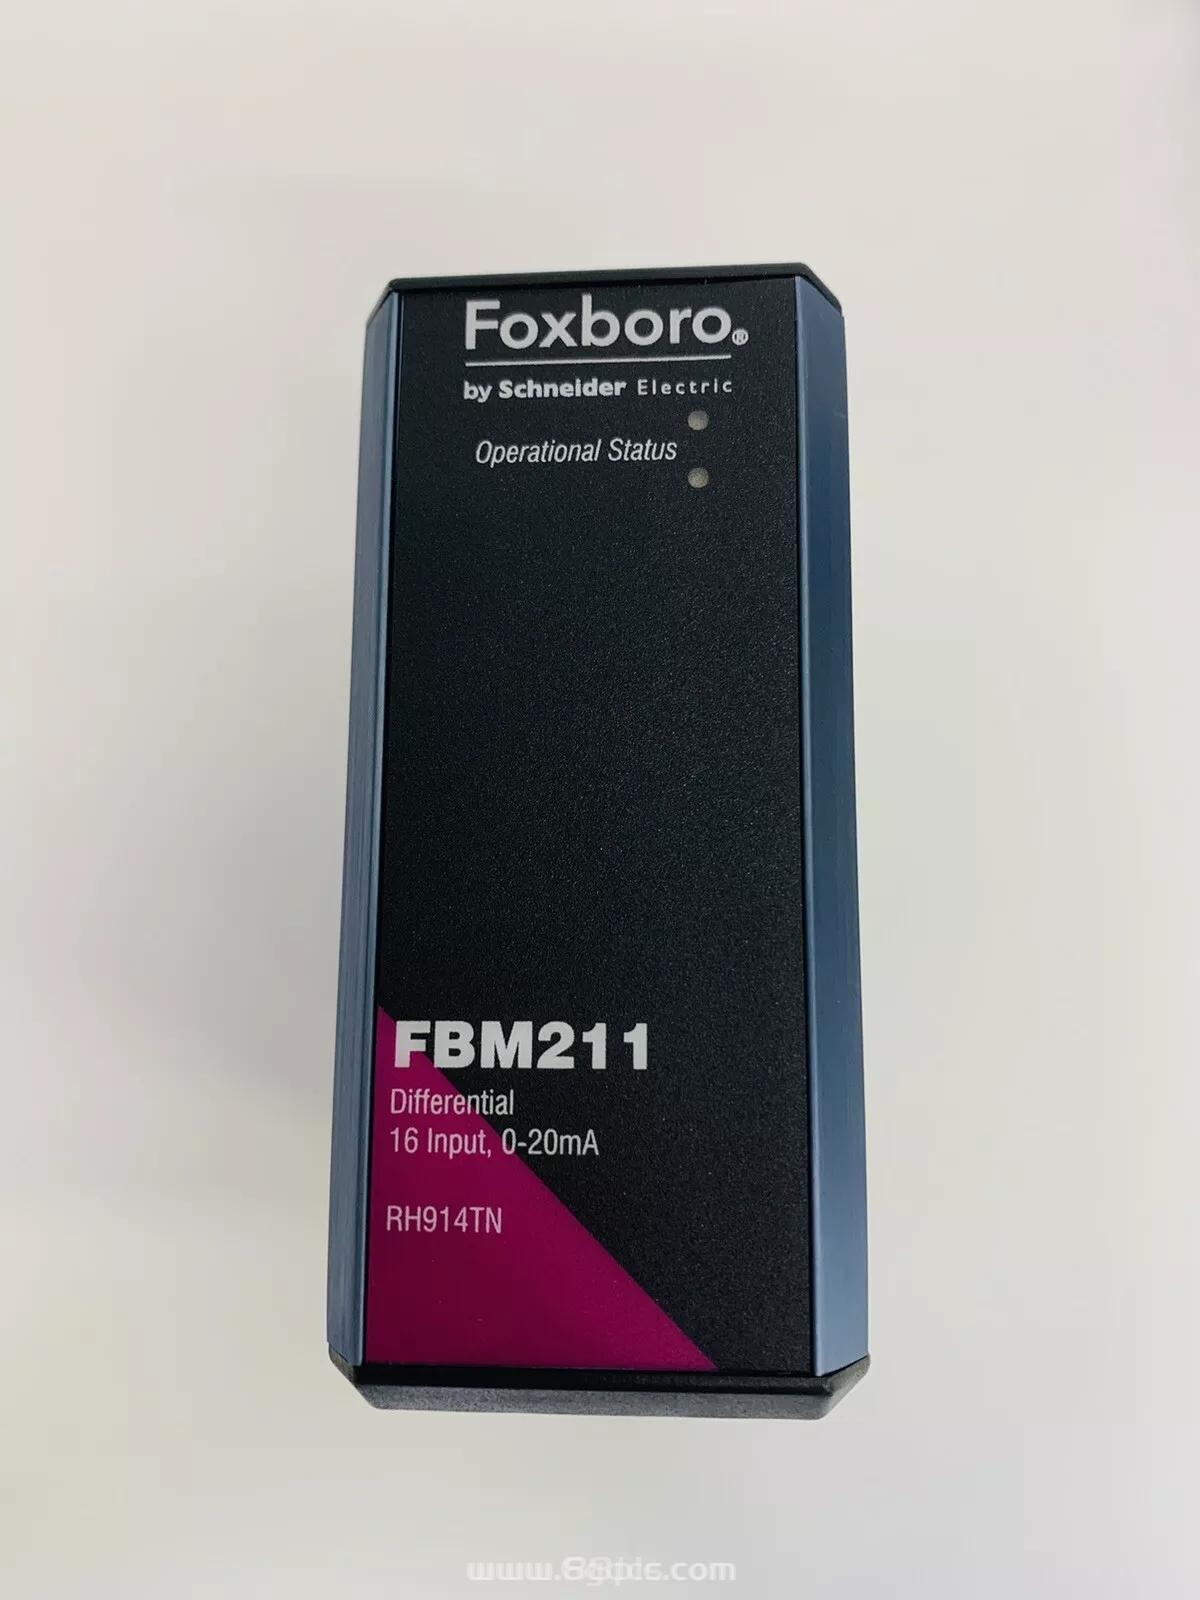 Foxboro®
by Schneider Electric
Operational Status
FBM211
Differential
16 Input, 0-20mA
RH914TN